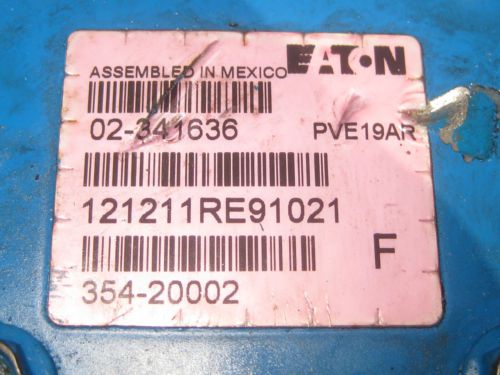 EATON
ASSEMBLED IN MEXICO
02-341636 PVE19AR
121211RE91021
F
354-20002